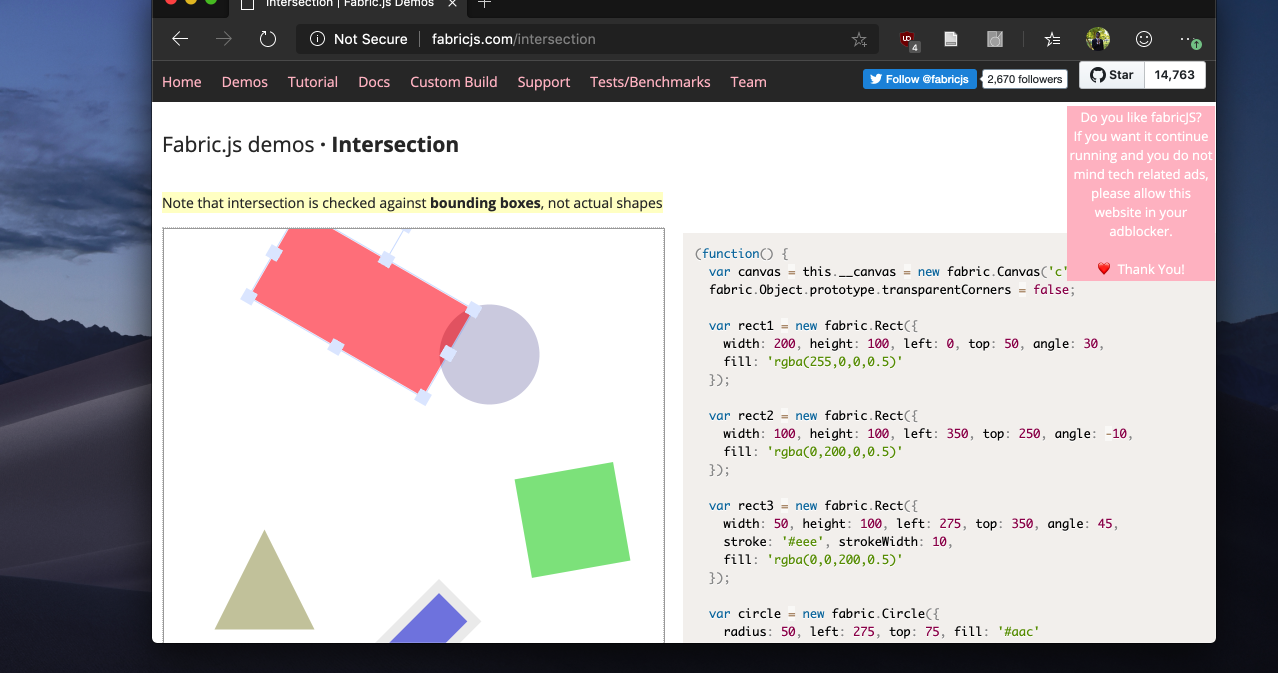 Intersection | Fabric.js Demos
Not Secure | fabricjs.com/intersection
4
Home Demos Tutorial Docs Custom Build Support Tests/Benchmarks Team
Follow @fabricjs 2,670 followers Star 14,763
Do you like fabricJS?
If you want it continue
running and you do not
mind tech related ads,
please allow this
website in your
adblocker.
❤️ Thank You!
Fabric.js demos · Intersection
Note that intersection is checked against bounding boxes, not actual shapes
(function() {
  var canvas = this.__canvas = new fabric.Canvas('c'
  fabric.Object.prototype.transparentCorners = false;

  var rect1 = new fabric.Rect({
    width: 200, height: 100, left: 0, top: 50, angle: 30,
    fill: 'rgba(255,0,0,0.5)'
  });

  var rect2 = new fabric.Rect({
    width: 100, height: 100, left: 350, top: 250, angle: -10,
    fill: 'rgba(0,200,0,0.5)'
  });

  var rect3 = new fabric.Rect({
    width: 50, height: 100, left: 275, top: 350, angle: 45,
    stroke: '#eee', strokeWidth: 10,
    fill: 'rgba(0,0,200,0.5)'
  });

  var circle = new fabric.Circle({
    radius: 50, left: 275, top: 75, fill: '#aac'